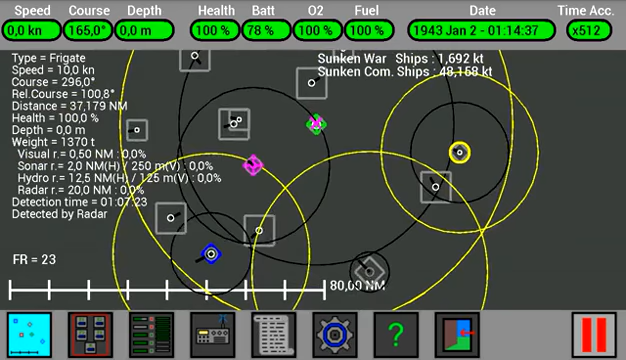 Speed Course Depth Health Batt O2 Fuel Date Time Acc.
0,0 kn 165,0° 0,0 m 100 % 78 % 100 % 100 % 1943 Jan 2 - 01:14:37 x512
Type = Frigate
Speed = 10,0 kn
Course = 296,0°
Rel.Course = 100,8°
Distance = 37,179 NM
Health = 100,0 %
Depth = 0,0 m
Weight = 1370 t
Visual r.= 0,50 NM : 0,0%
Sonar r.= 2,0 NM(H) / 250 m(V) : 0,0%
Hydro r.= 12,5 NM(H) / 125 m(V) : 0,0%
Radar r.= 20,0 NM : 0,0%
Detection time = 01:07:23
Detected by Radar
Sunken War Ships : 1,692 kt
Sunken Com. Ships : 48,158 kt
FR = 23
80,00 NM
?